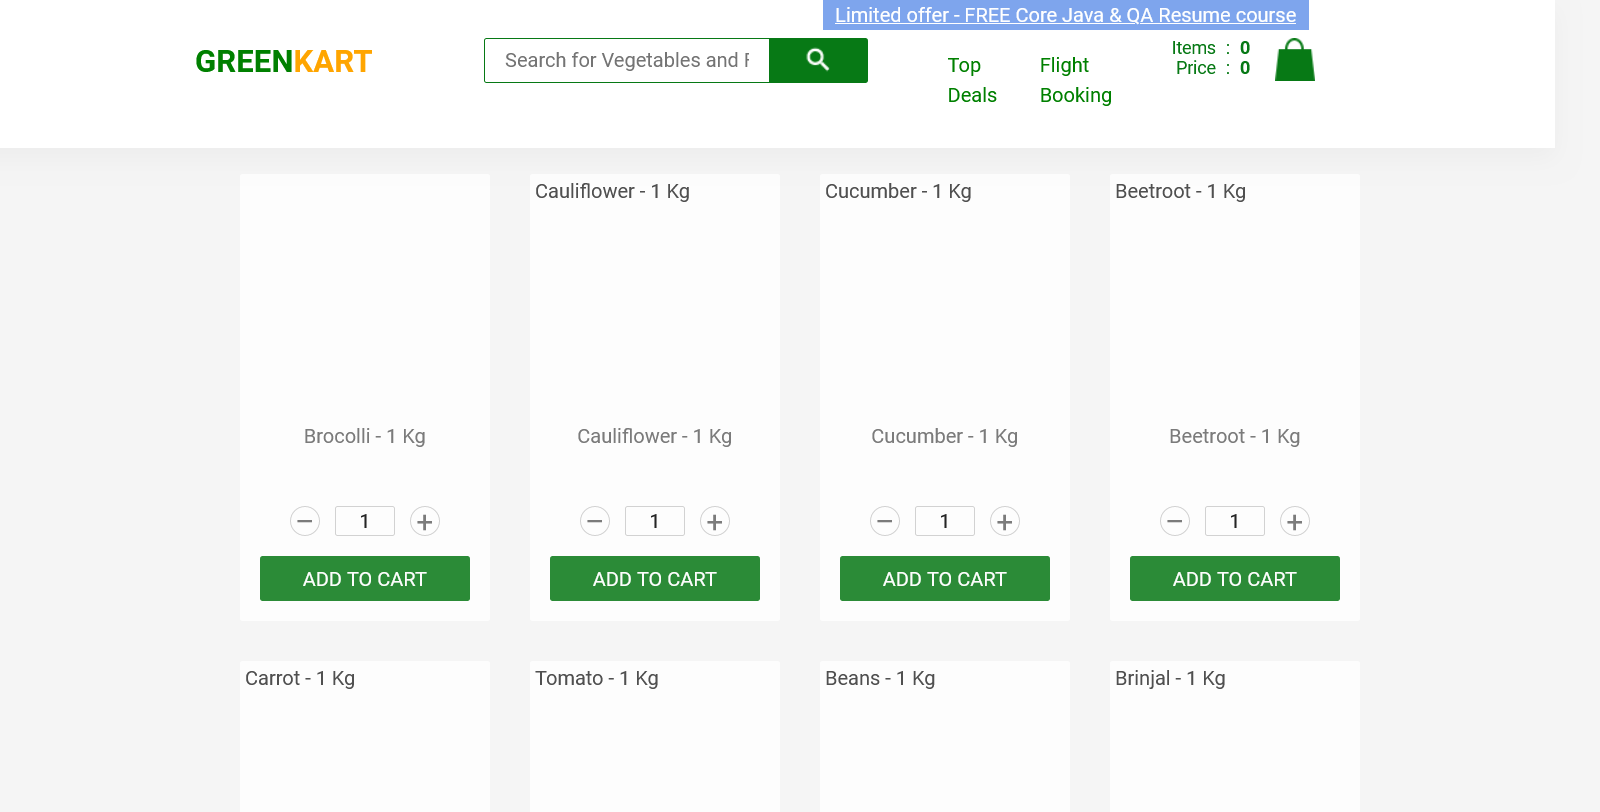 Limited offer - FREE Core Java & QA Resume course
GREENKART
Search for Vegetables and F
Top Deals
Flight Booking
Items : 0
Price : 0
Cauliflower - 1 Kg
Cucumber - 1 Kg
Beetroot - 1 Kg
Brocolli - 1 Kg
Cauliflower - 1 Kg
Cucumber - 1 Kg
Beetroot - 1 Kg
− 1 +
− 1 +
− 1 +
− 1 +
ADD TO CART
ADD TO CART
ADD TO CART
ADD TO CART
Carrot - 1 Kg
Tomato - 1 Kg
Beans - 1 Kg
Brinjal - 1 Kg